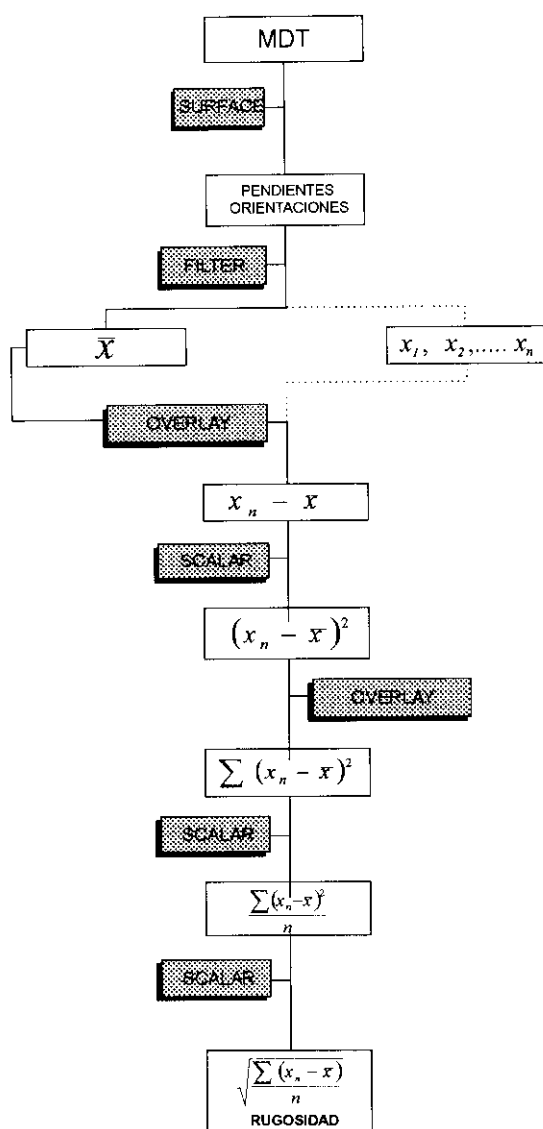 MDT
SURFACE
PENDIENTES
ORIENTACIONES
FILTER
x̄
x₁, x₂,..... xₙ
OVERLAY
xₙ − x̄
SCALAR
(xₙ − x̄)²
OVERLAY
∑ (xₙ − x̄)²
SCALAR
∑(xₙ−x̄)²
n
SCALAR
√∑ (xₙ − x̄)
n
RUGOSIDAD